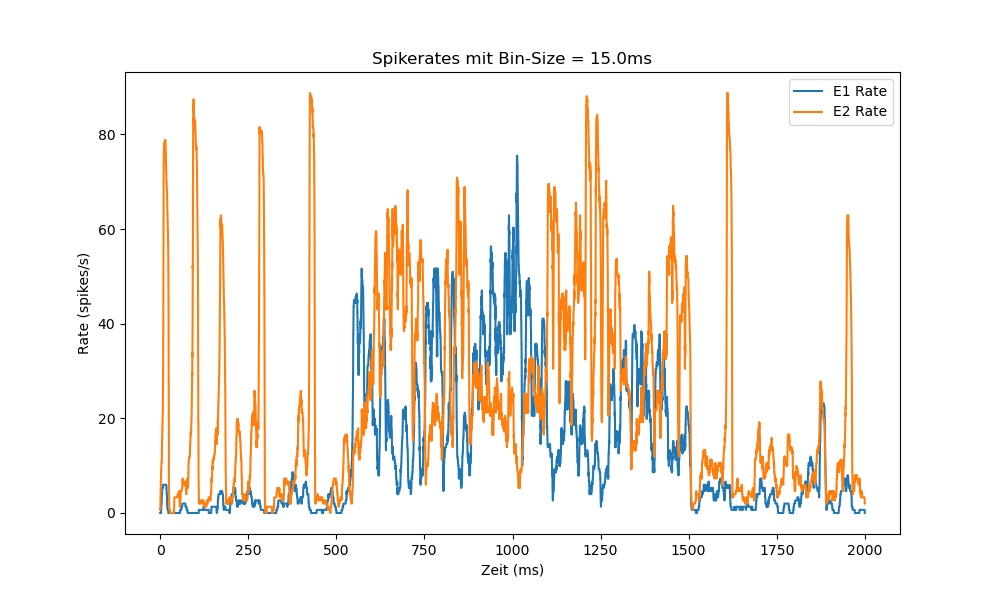 Spikerates mit Bin-Size = 15.0ms
E1 Rate
E2 Rate
Rate (spikes/s)
80
60
40
20
0
0 250 500 750 1000 1250 1500 1750 2000
Zeit (ms)